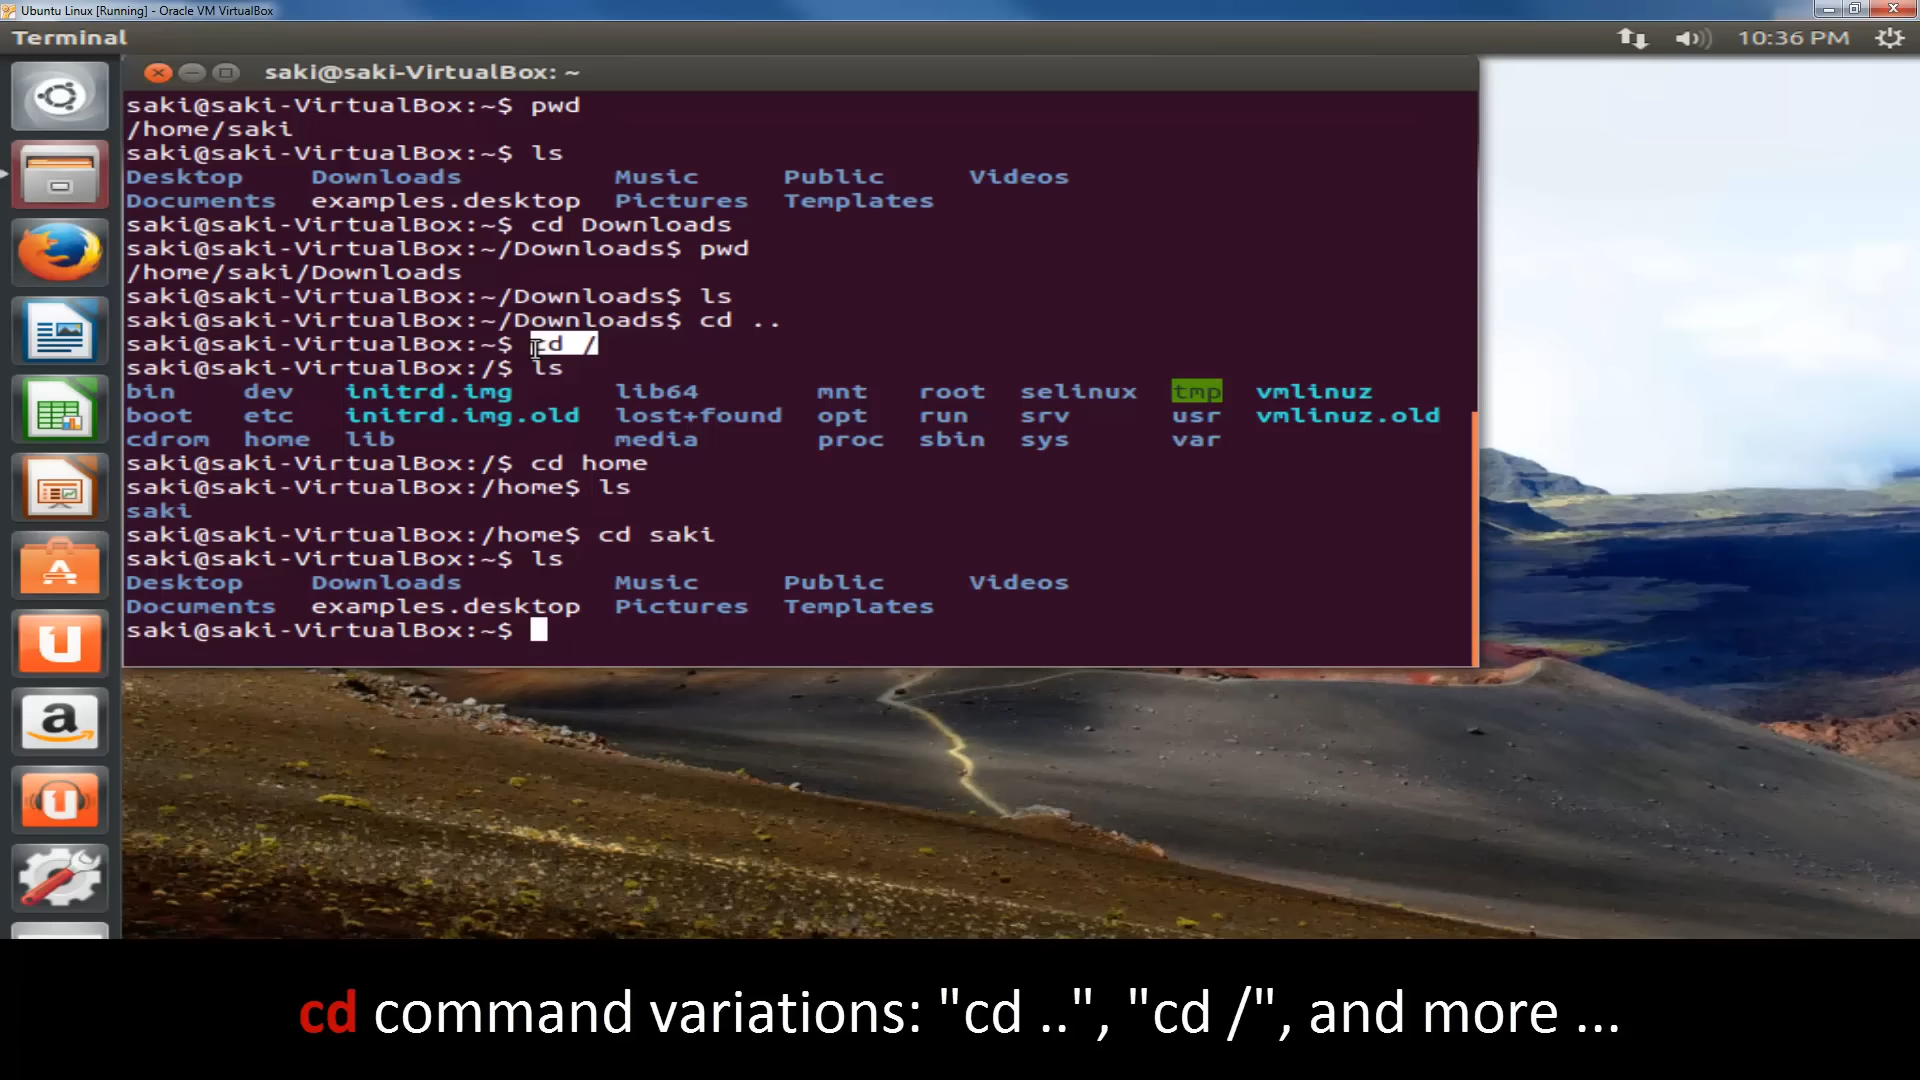 Ubuntu Linux [Running] - Oracle VM VirtualBox
Terminal 10:36 PM
saki@saki-VirtualBox: ~
saki@saki-VirtualBox:~$ pwd
/home/saki
saki@saki-VirtualBox:~$ ls
Desktop Downloads Music Public Videos
Documents examples.desktop Pictures Templates
saki@saki-VirtualBox:~$ cd Downloads
saki@saki-VirtualBox:~/Downloads$ pwd
/home/saki/Downloads
saki@saki-VirtualBox:~/Downloads$ ls
saki@saki-VirtualBox:~/Downloads$ cd ..
saki@saki-VirtualBox:~$ cd /
saki@saki-VirtualBox:/$ ls
bin dev initrd.img lib64 mnt root selinux tmp vmlinuz
boot etc initrd.img.old lost+found opt run srv usr vmlinuz.old
cdrom home lib media proc sbin sys var
saki@saki-VirtualBox:/$ cd home
saki@saki-VirtualBox:/home$ ls
saki
saki@saki-VirtualBox:/home$ cd saki
saki@saki-VirtualBox:~$ ls
Desktop Downloads Music Public Videos
Documents examples.desktop Pictures Templates
saki@saki-VirtualBox:~$
cd command variations: "cd ..", "cd /", and more ...